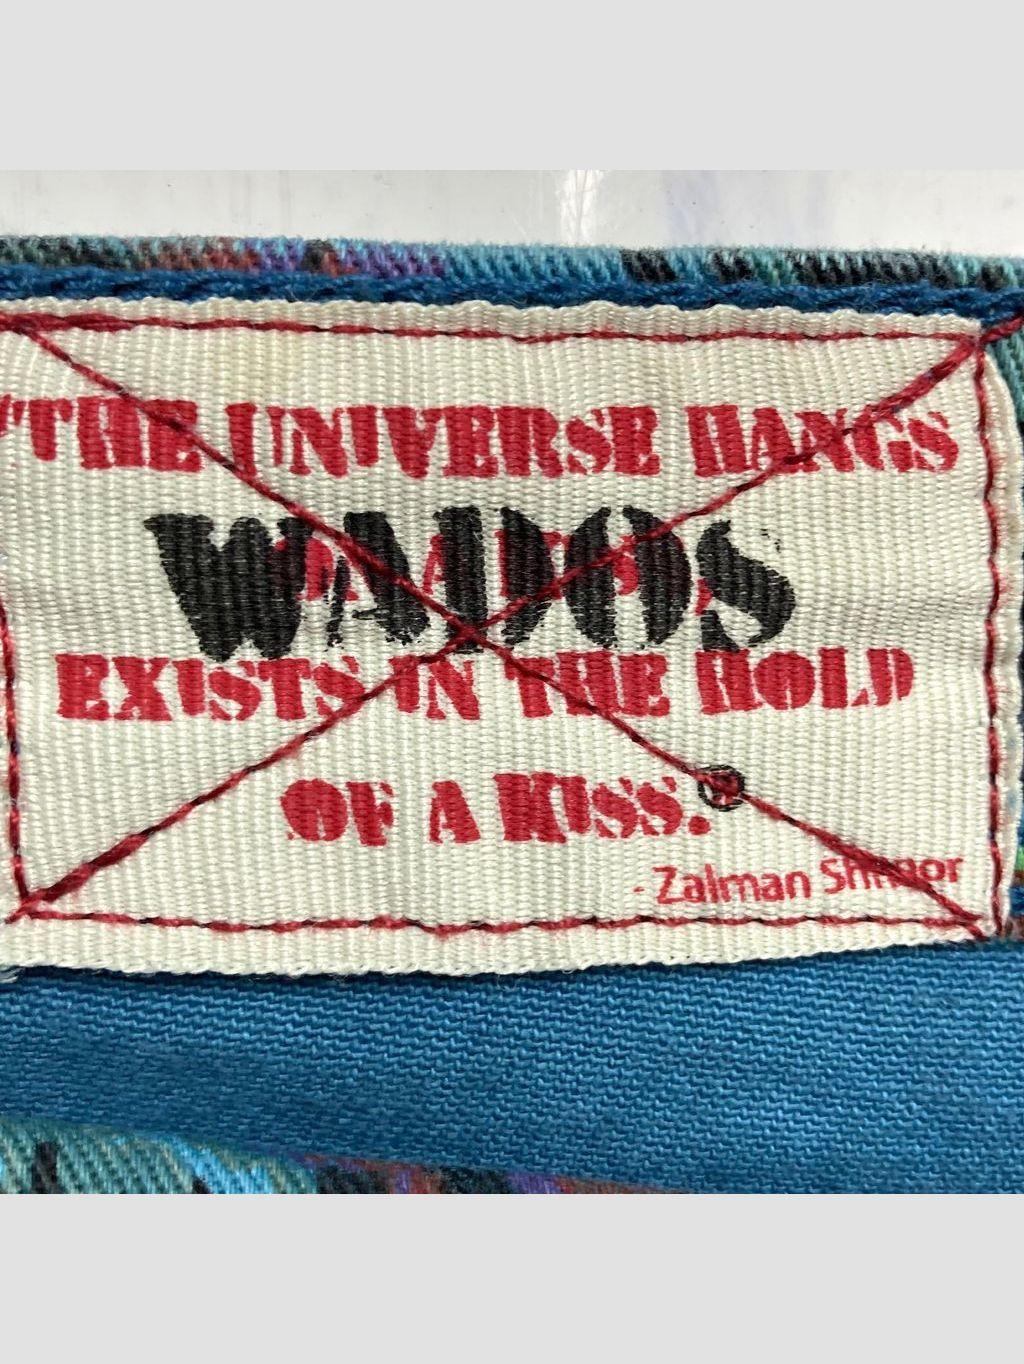 "THE UNIVERSE HANGS
WADOS
EXISTS IN THE HOLD
OF A KISS.
- Zalman